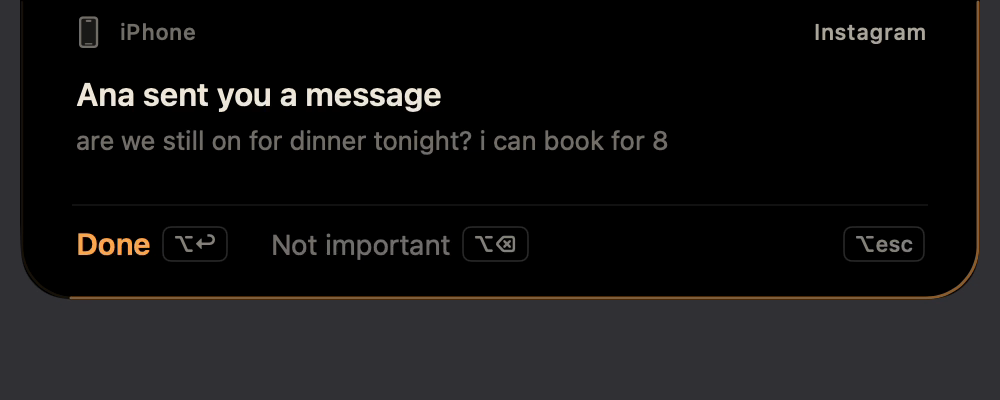 iPhone Instagram
Ana sent you a message
are we still on for dinner tonight? i can book for 8
Done ⌥↩ Not important ⌥⌫ ⌥esc